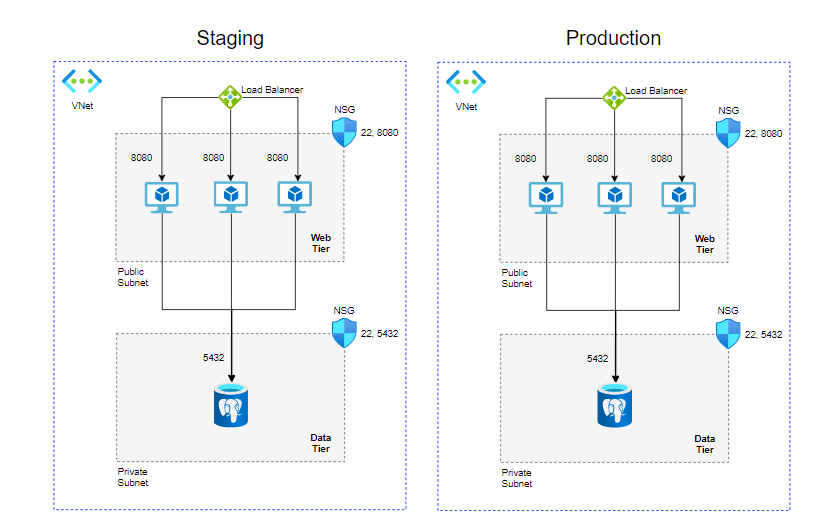 Staging
VNet
Load Balancer
NSG
22, 8080
8080
8080
8080
Web
Tier
Public
Subnet
NSG
22, 5432
5432
Data
Tier
Private
Subnet
Production
VNet
Load Balancer
NSG
22, 8080
8080
8080
8080
Web
Tier
Public
Subnet
NSG
22, 5432
5432
Data
Tier
Private
Subnet